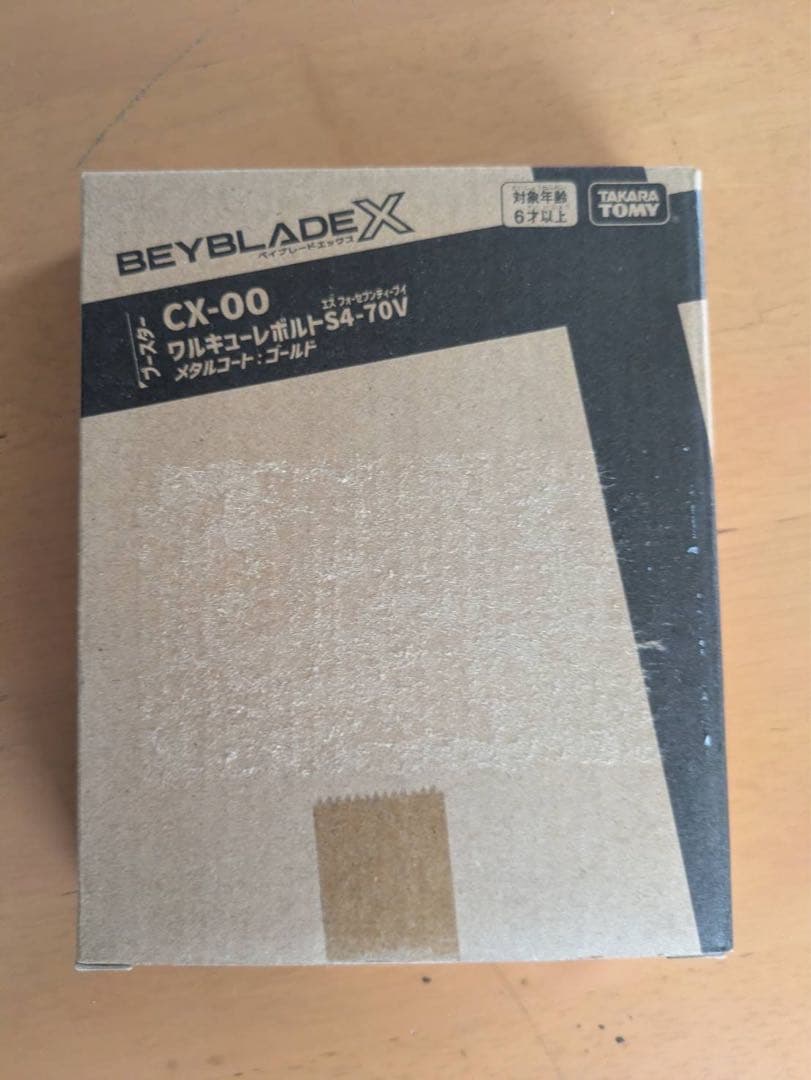 BEYBLADE X
ベイブレードエックス
対象年齢
6才以上
TAKARA
TOMY
ブースター
CX-00
エス フォーセブンティーブイ
ワルキューレボルトS4-70V
メタルコート:ゴールド